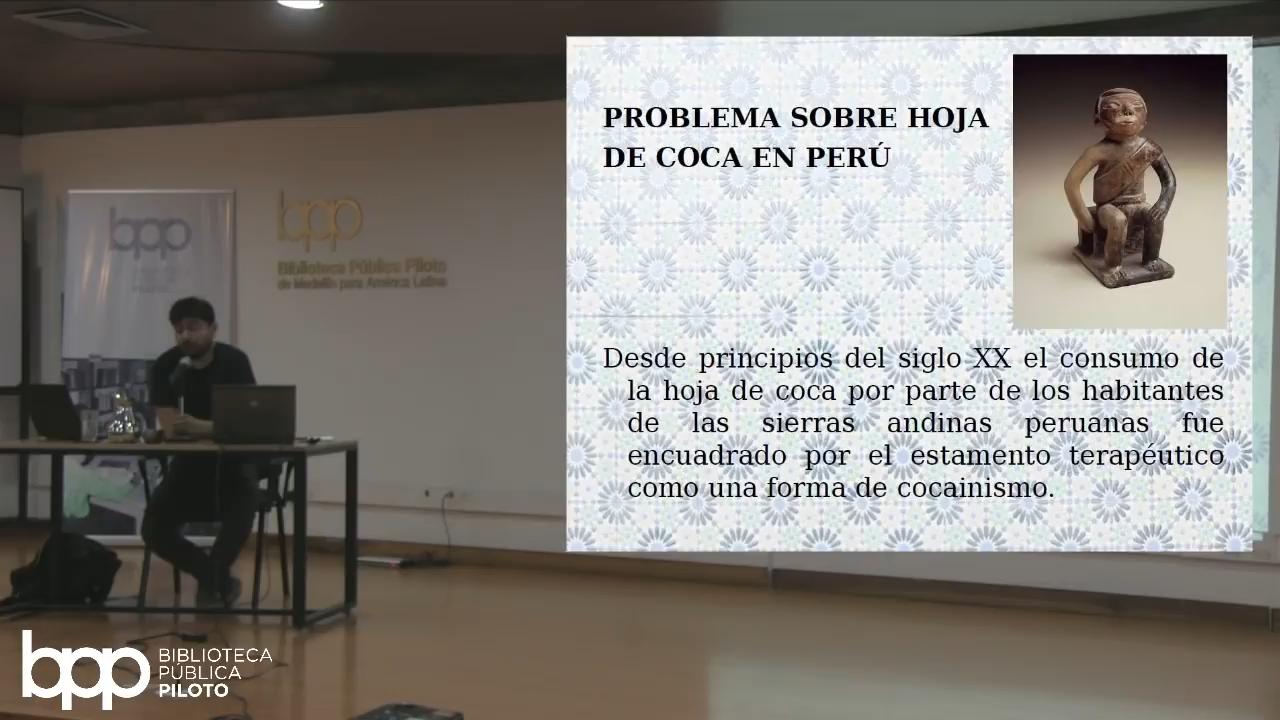 PROBLEMA SOBRE HOJA
DE COCA EN PERÚ
Desde principios del siglo XX el consumo de
la hoja de coca por parte de los habitantes
de las sierras andinas peruanas fue
encuadrado por el estamento terapéutico
como una forma de cocainismo.
bpp
bpp
Biblioteca Pública Piloto
de Medellín para América Latina
bpp
BIBLIOTECA
PÚBLICA
PILOTO